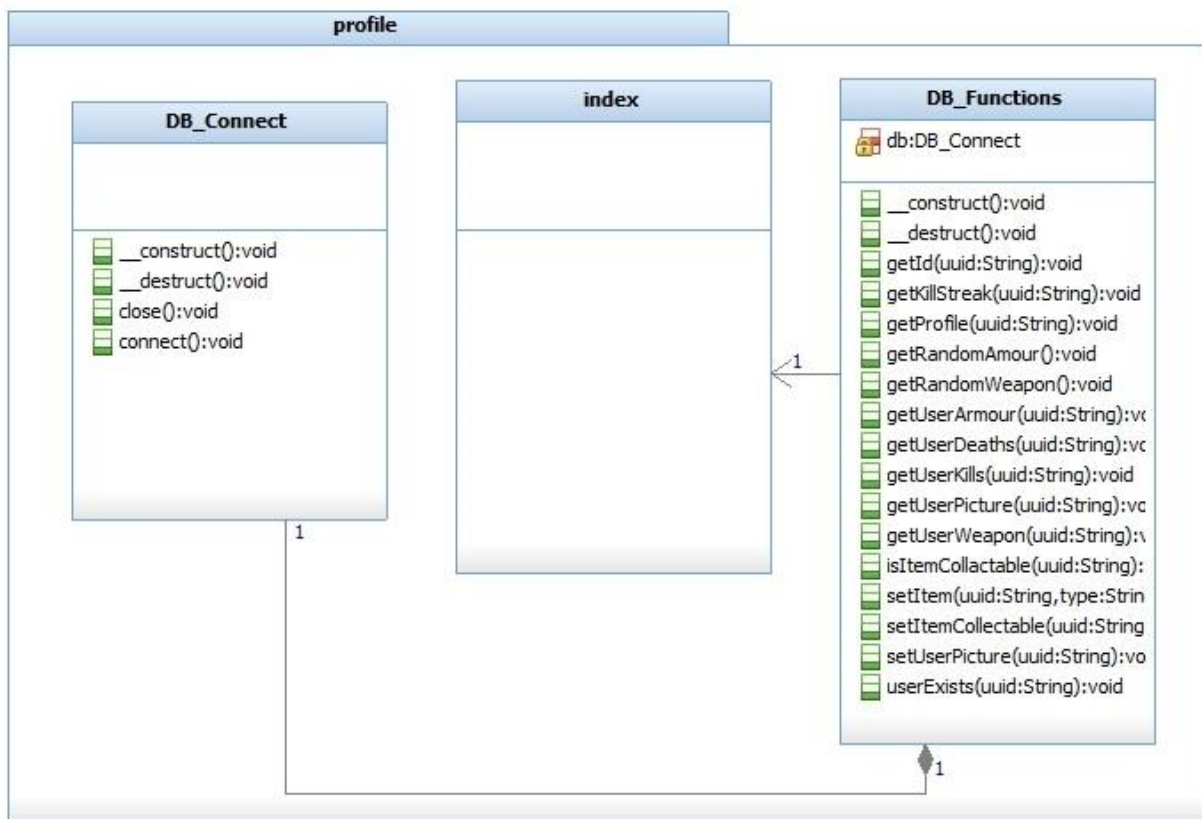 profile
DB_Connect
__construct():void
__destruct():void
close():void
connect():void
1
index
1
DB_Functions
db:DB_Connect
__construct():void
__destruct():void
getId(uuid:String):void
getKillStreak(uuid:String):void
getProfile(uuid:String):void
getRandomAmour():void
getRandomWeapon():void
getUserArmour(uuid:String):vo
getUserDeaths(uuid:String):vo
getUserKills(uuid:String):void
getUserPicture(uuid:String):vo
getUserWeapon(uuid:String):v
isItemCollactable(uuid:String):
setItem(uuid:String,type:Strin
setItemCollectable(uuid:String
setUserPicture(uuid:String):vo
userExists(uuid:String):void
1